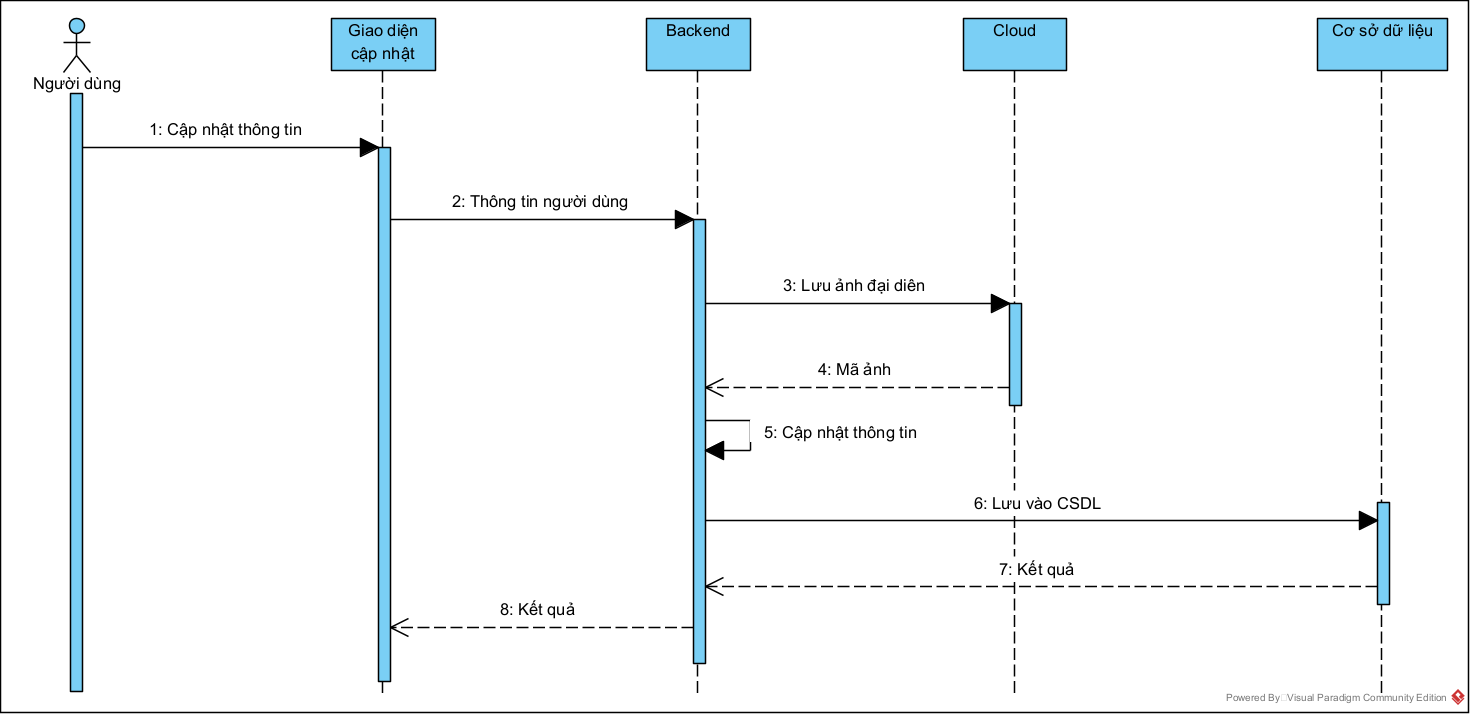 Người dùng
Giao diện
cập nhật
Backend
Cloud
Cơ sở dữ liệu
1: Cập nhật thông tin
2: Thông tin người dùng
3: Lưu ảnh đại diên
4: Mã ảnh
5: Cập nhật thông tin
6: Lưu vào CSDL
7: Kết quả
8: Kết quả
Powered By Visual Paradigm Community Edition